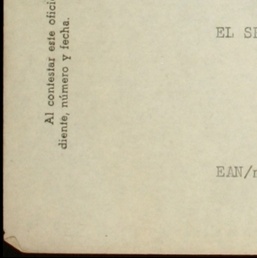 Al contestar este ofici
diente, número y fecha.
EL SE
EAN/